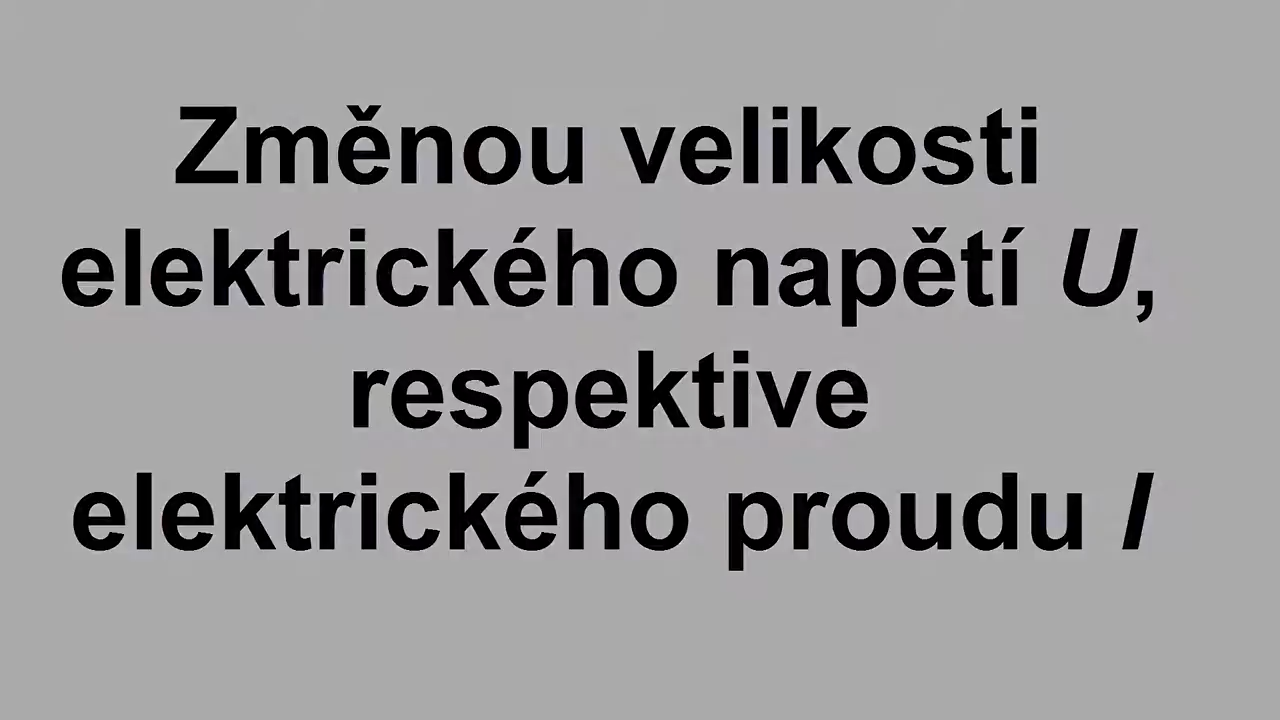 Změnou velikosti
elektrického napětí U,
respektive
elektrického proudu I